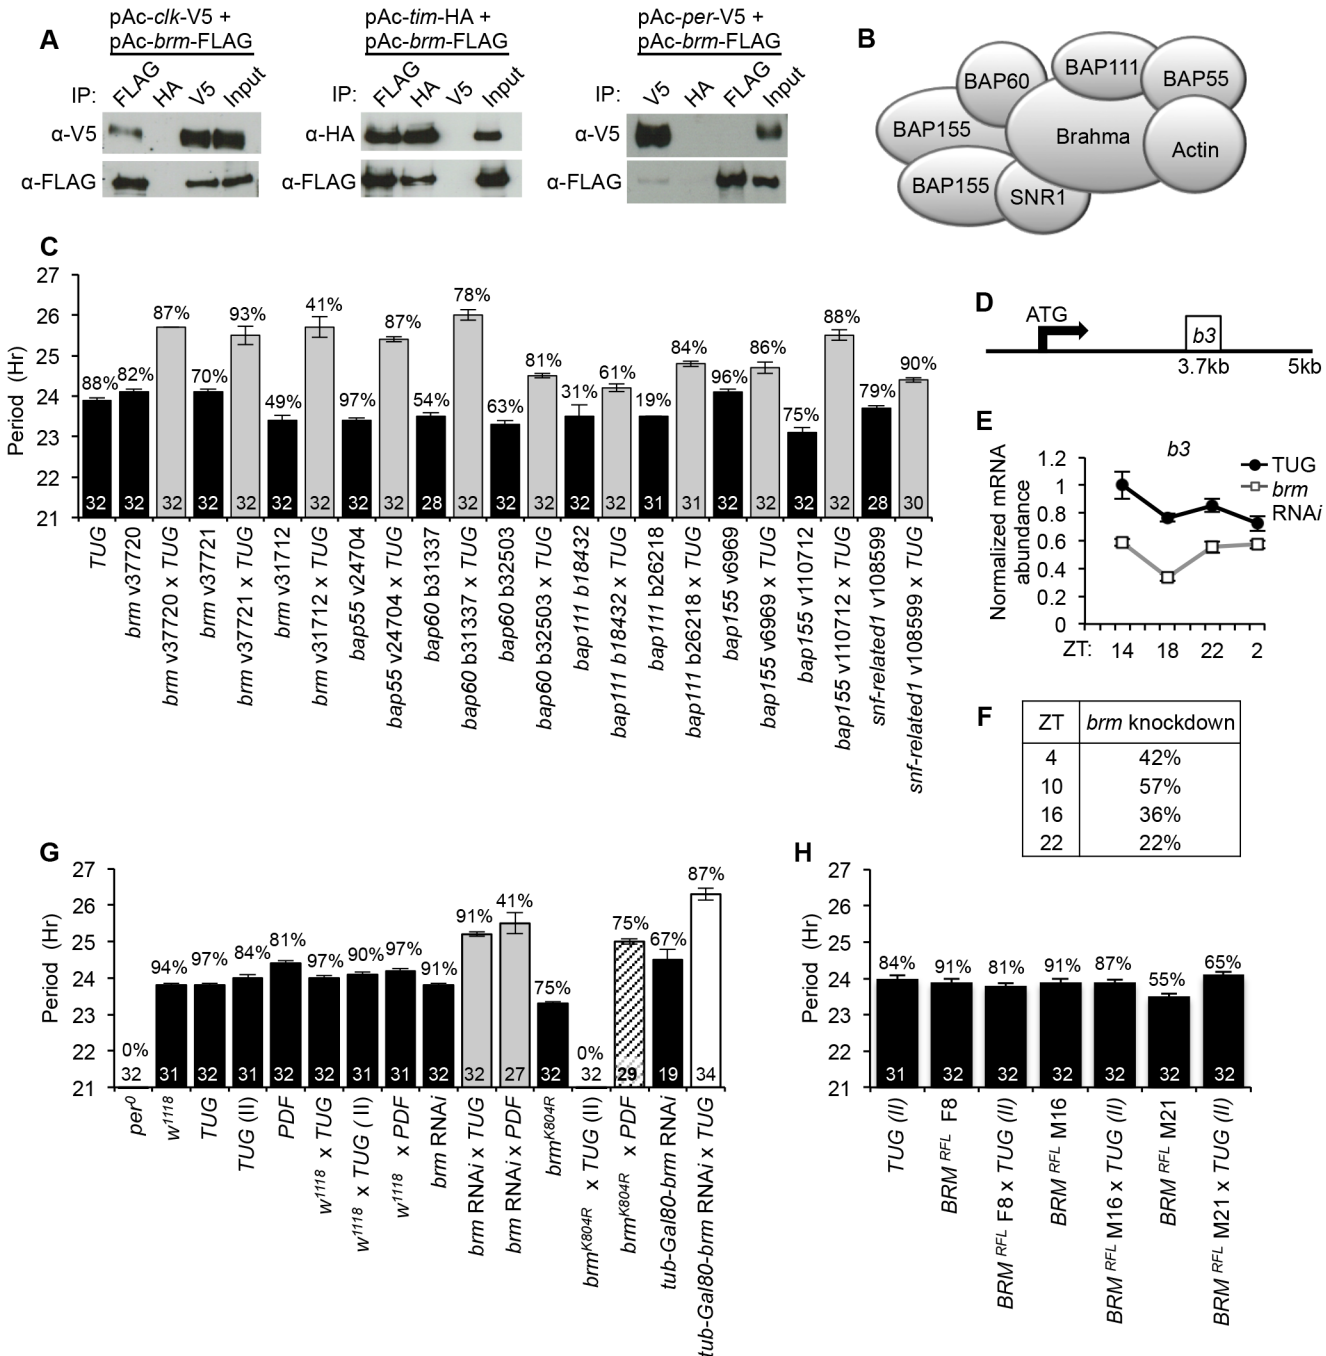 A
pAc-clk-V5 +
pAc-brm-FLAG
IP: FLAG HA V5 Input
α-V5
α-FLAG
pAc-tim-HA +
pAc-brm-FLAG
IP: FLAG HA V5 Input
α-HA
α-FLAG
pAc-per-V5 +
pAc-brm-FLAG
IP: V5 HA FLAG Input
α-V5
α-FLAG
B
BAP60
BAP111
BAP55
BAP155
Brahma
Actin
BAP155
SNR1
C
Period (Hr)
27
26
25
24
23
22
21
88% 82% 87% 70% 93% 49% 41% 97% 87% 54% 78% 63% 81% 31% 61% 19% 84% 96% 86% 75% 88% 79% 90%
32 32 32 32 32 32 32 32 32 28 32 32 32 32 32 31 31 32 32 32 32 28 30
TUG
brm v37720
brm v37720 x TUG
brm v37721
brm v37721 x TUG
brm v31712
brm v31712 x TUG
bap55 v24704
bap55 v24704 x TUG
bap60 b31337
bap60 b31337 x TUG
bap60 b32503
bap60 b32503 x TUG
bap111 b18432
bap111 b18432 x TUG
bap111 b26218
bap111 b26218 x TUG
bap155 v6969
bap155 v6969 x TUG
bap155 v110712
bap155 v110712 x TUG
snf-related1 v108599
snf-related1 v108599 x TUG
D
ATG
b3
3.7kb
5kb
E
b3
Normalized mRNA
abundance
1.2
1
0.8
0.6
0.4
0.2
0
ZT: 14 18 22 2
TUG
brm
RNAi
F
ZT brm knockdown
4 42%
10 57%
16 36%
22 22%
G
Period (Hr)
27
26
25
24
23
22
21
0% 94% 97% 84% 81% 97% 90% 97% 91% 91% 41% 75% 0% 75% 67% 87%
32 31 32 32 32 32 31 31 32 32 27 32 32 29 19 34
per0
w1118
TUG
TUG (II)
PDF
w1118 x TUG
w1118 x TUG (II)
w1118 x PDF
brm RNAi
brm RNAi x TUG
brm RNAi x PDF
brmK804R
brmK804R x TUG (II)
brmK804R x PDF
tub-Gal80-brm RNAi
tub-Gal80-brm RNAi x TUG
H
Period (Hr)
27
26
25
24
23
22
21
84% 91% 81% 91% 87% 55% 65%
31 32 32 32 32 32 32
TUG (II)
BRM RFL F8
BRM RFL F8 x TUG (II)
BRM RFL M16
BRM RFL M16 x TUG (II)
BRM RFL M21
BRM RFL M21 x TUG (II)